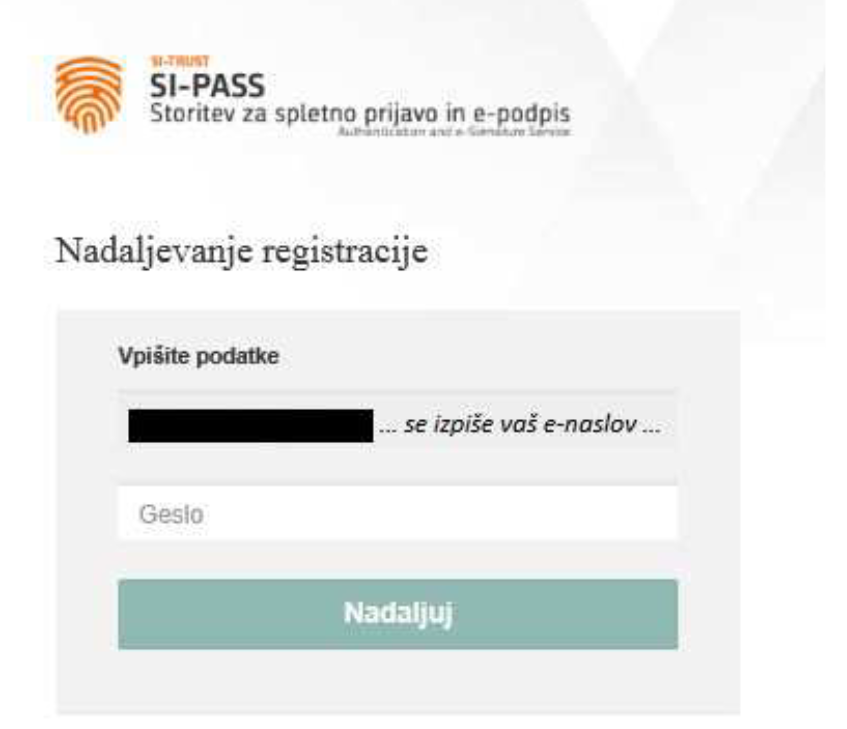 SI-TRUST
SI-PASS
Storitev za spletno prijavo in e-podpis
Authentication and e-Signature Service
Nadaljevanje registracije
Vpišite podatke
... se izpiše vaš e-naslov ...
Geslo
Nadaljuj